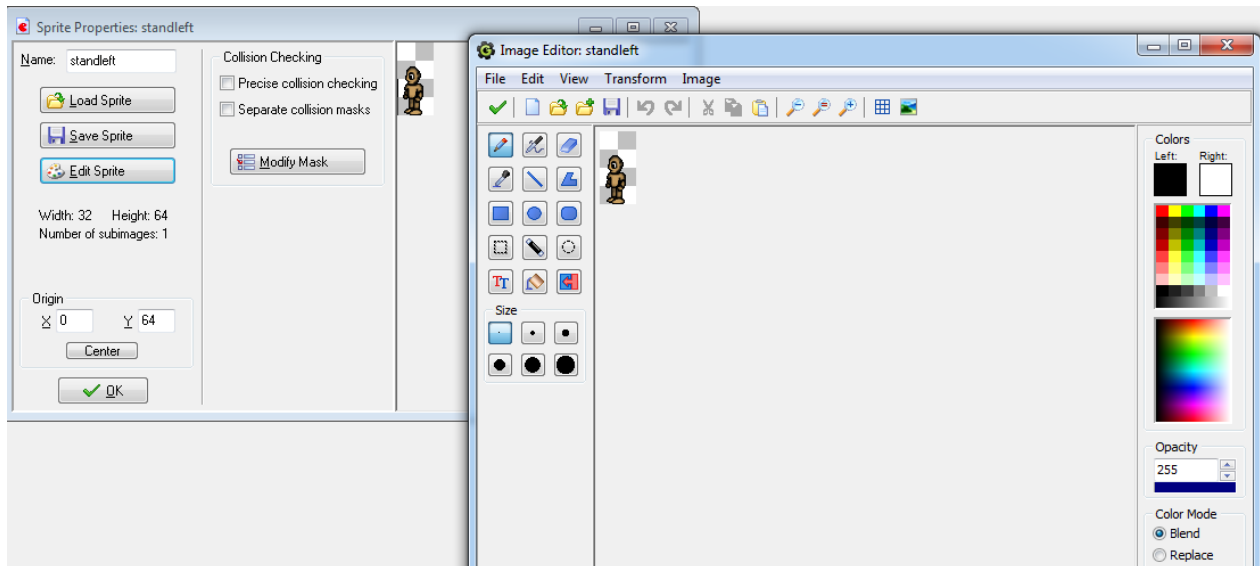 Sprite Properties: standleft
Name: standleft
Load Sprite
Save Sprite
Edit Sprite
Width: 32 Height: 64
Number of subimages: 1
Origin
X 0 Y 64
Center
OK
Collision Checking
Precise collision checking
Separate collision masks
Modify Mask
Image Editor: standleft
File Edit View Transform Image
TT
Size
Colors
Left: Right:
Opacity
255
Color Mode
Blend
Replace